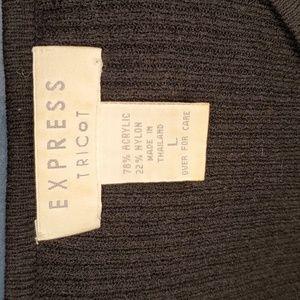 EXPRESS
TRICOT
78% ACRYLIC
22% NYLON
MADE IN
THAILAND
L
OVER FOR CARE